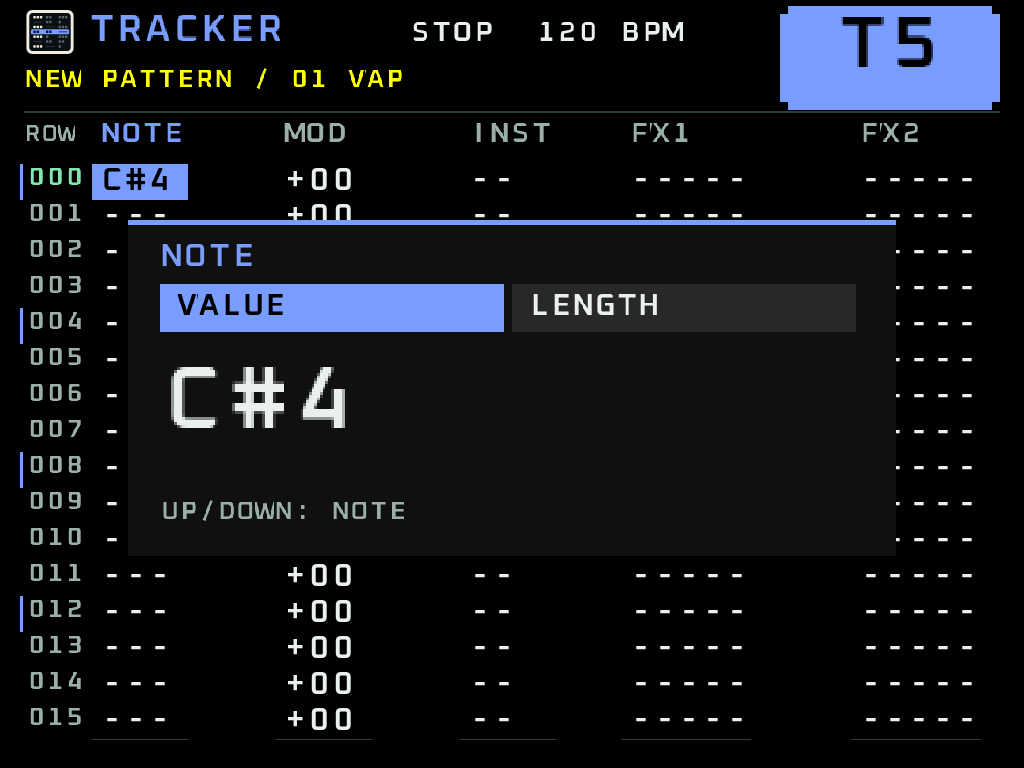 TRACKER STOP 120 BPM T5
NEW PATTERN / 01 VAP
ROW NOTE MOD INST FX1 FX2
000 C#4 +00 -- ----- -----
001 --- +00 -- ----- -----
002 - ----
003 - ----
004 - ----
005 - ----
006 - ----
007 - ----
008 - ----
009 - ----
010 - ----
NOTE
VALUE LENGTH
C#4
UP/DOWN: NOTE
011 --- +00 -- ----- -----
012 --- +00 -- ----- -----
013 --- +00 -- ----- -----
014 --- +00 -- ----- -----
015 --- +00 -- ----- -----